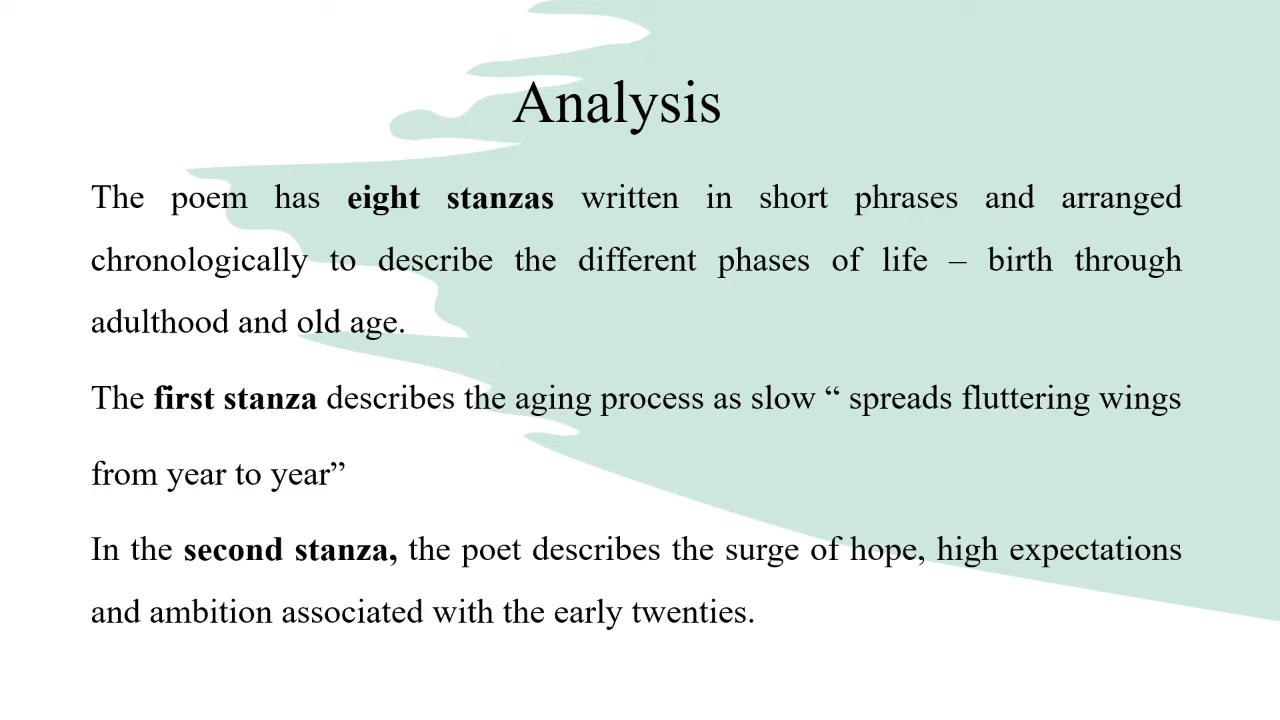 Analysis
The poem has eight stanzas written in short phrases and arranged
chronologically to describe the different phases of life – birth through
adulthood and old age.
The first stanza describes the aging process as slow “ spreads fluttering wings
from year to year”
In the second stanza, the poet describes the surge of hope, high expectations
and ambition associated with the early twenties.